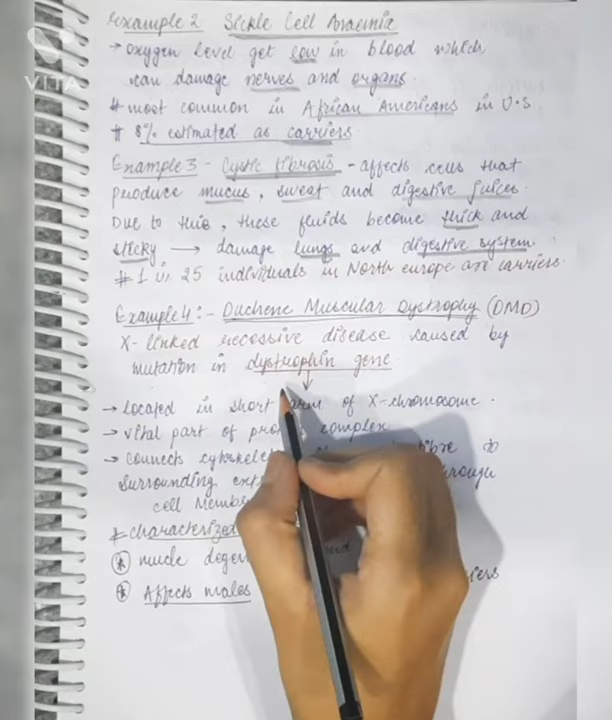 Example 2 Sickle Cell Anaemia
→ oxygen level get low in blood which
can damage nerves and organs.
# most common in African Americans in U.S.
# 8% estimated as carriers.
Example 3 - Cystic fibrosis - affects cells that
produce mucus, sweat and digestive juices.
Due to this, these fluids become thick and
sticky → damage lungs and digestive system
# 1 in 25 individuals in North europe are carriers.
Example 4 :- Duchene Muscular Dystrophy (DMD)
X-linked recessive disease caused by
mutation in dystrophin gene
→ located in short arm of X-chromosome.
→ vital part of complex
→ connects
surrounding through
cell
* characterized
* and
* Affects males
VITA